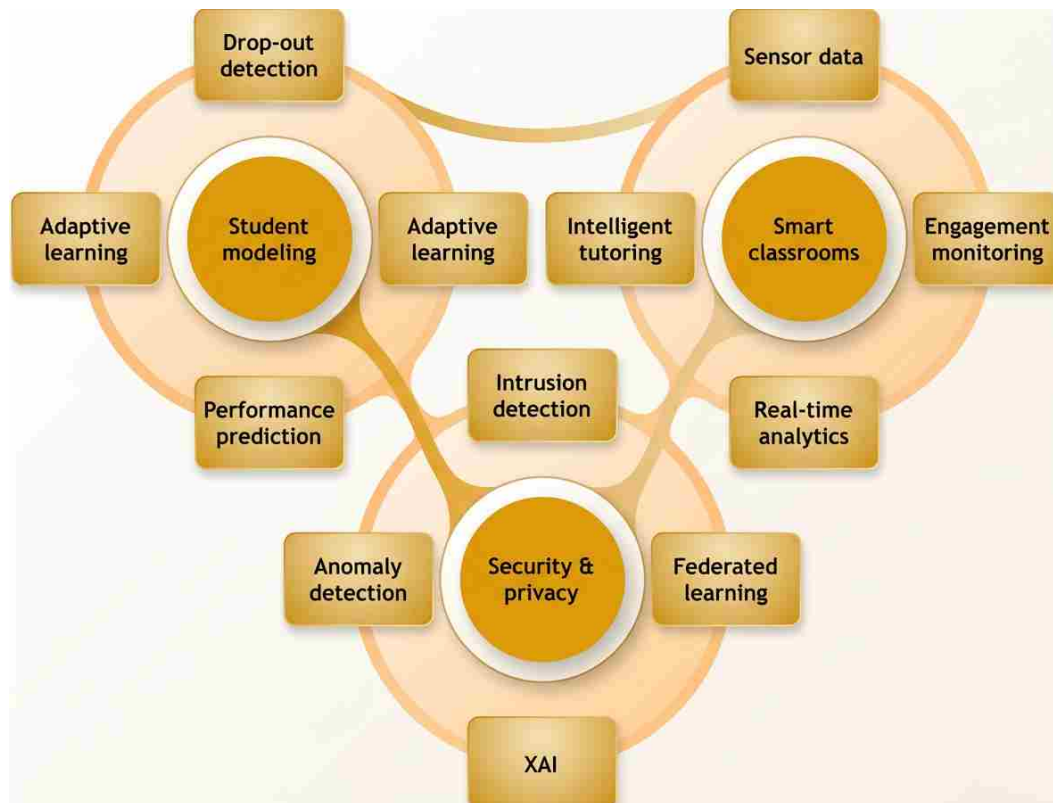 Drop-out
detection
Sensor data
Adaptive
learning
Student
modeling
Adaptive
learning
Intelligent
tutoring
Smart
classrooms
Engagement
monitoring
Performance
prediction
Intrusion
detection
Real-time
analytics
Anomaly
detection
Security &
privacy
Federated
learning
XAI